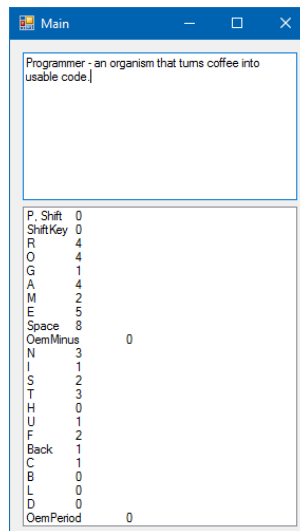 Main
Programmer - an organism that turns coffee into
usable code.
P, Shift 0
ShiftKey 0
R 4
O 4
G 1
A 4
M 2
E 5
Space 8
OemMinus 0
N 3
I 1
S 2
T 3
H 0
U 1
F 2
Back 1
C 1
B 0
L 0
D 0
OemPeriod 0